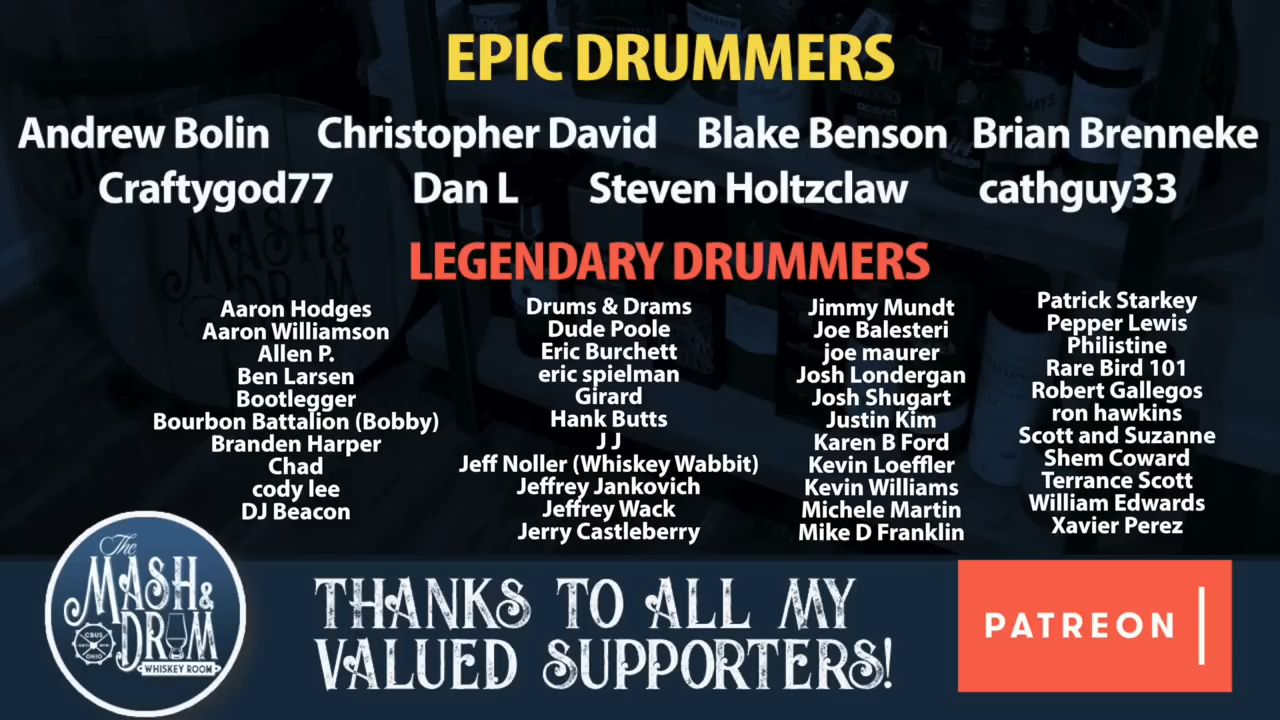 EPIC DRUMMERS
Andrew Bolin Christopher David Blake Benson Brian Brenneke
Craftygod77 Dan L Steven Holtzclaw cathguy33
LEGENDARY DRUMMERS
Aaron Hodges
Aaron Williamson
Allen P.
Ben Larsen
Bootlegger
Bourbon Battalion (Bobby)
Branden Harper
Chad
cody lee
DJ Beacon
Drums & Drams
Dude Poole
Eric Burchett
eric spielman
Girard
Hank Butts
J J
Jeff Noller (Whiskey Wabbit)
Jeffrey Jankovich
Jeffrey Wack
Jerry Castleberry
Jimmy Mundt
Joe Balesteri
joe maurer
Josh Londergan
Josh Shugart
Justin Kim
Karen B Ford
Kevin Loeffler
Kevin Williams
Michele Martin
Mike D Franklin
Patrick Starkey
Pepper Lewis
Philistine
Rare Bird 101
Robert Gallegos
ron hawkins
Scott and Suzanne
Shem Coward
Terrance Scott
William Edwards
Xavier Perez
MASH &
DRUM
The
MASH &
DRUM
CBUS
OHIO
WHISKEY ROOM
THANKS TO ALL MY
VALUED SUPPORTERS!
PATREON